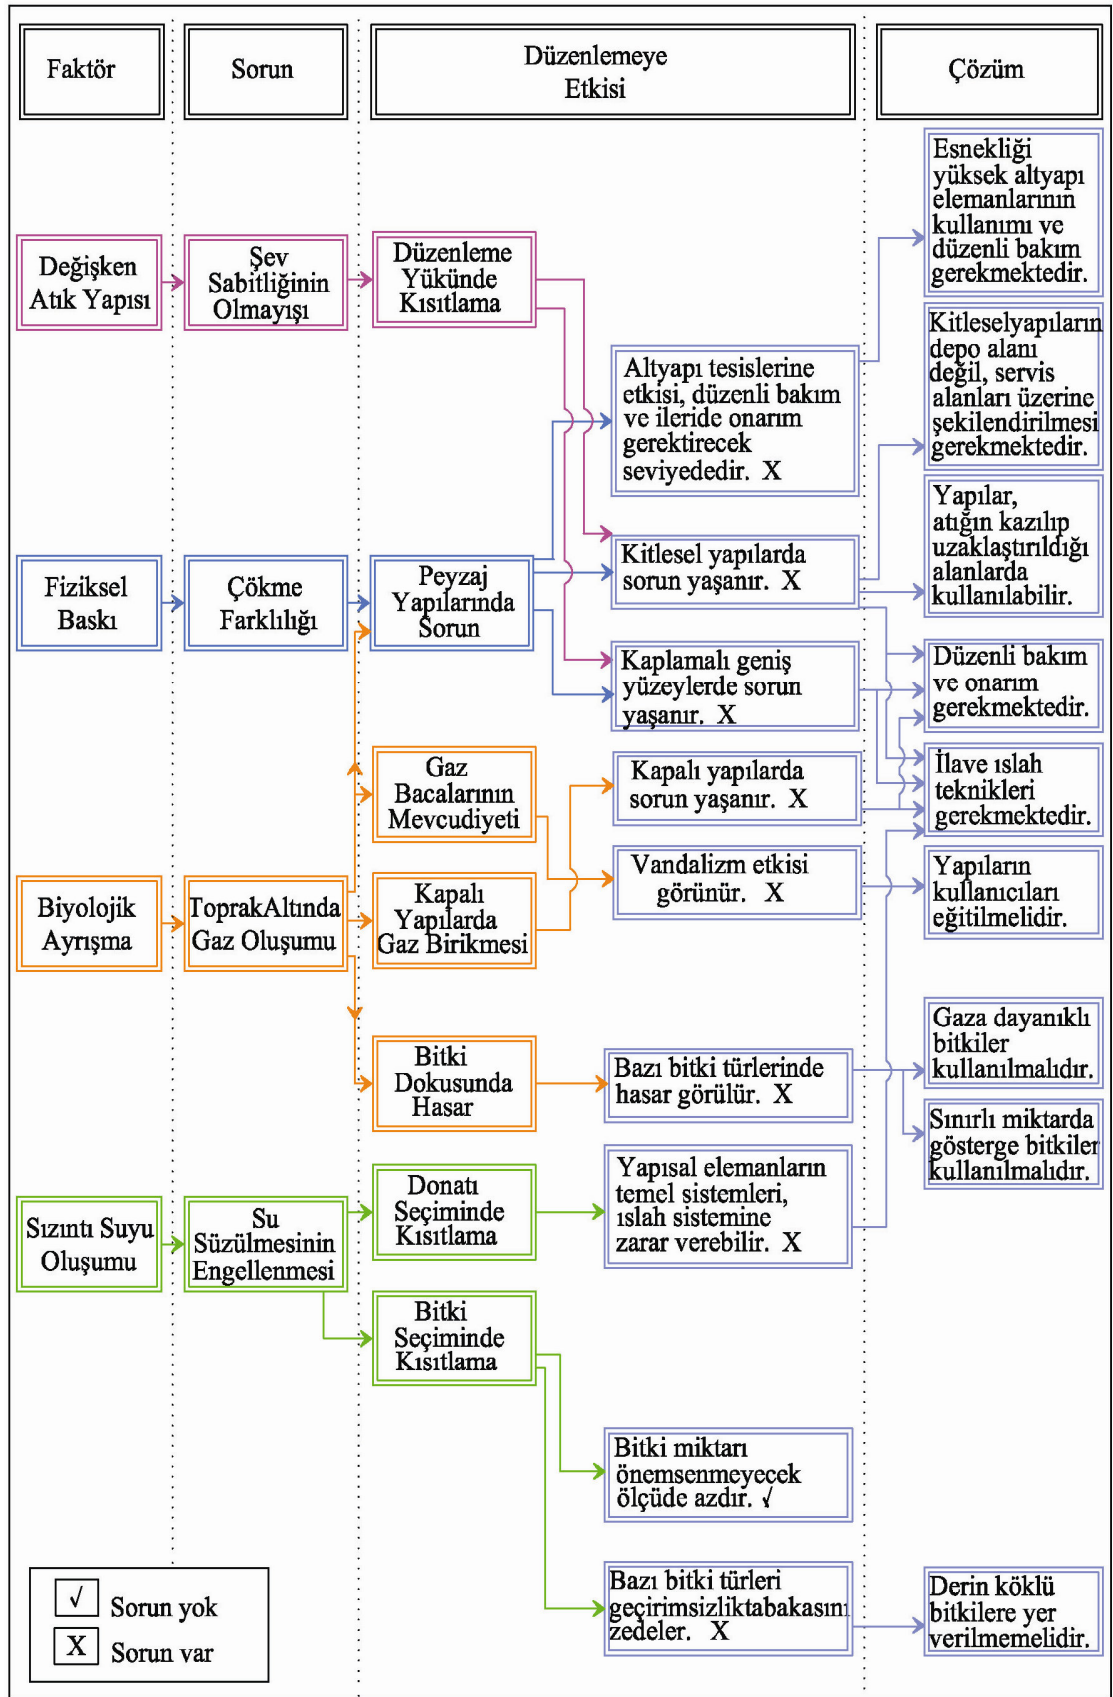 Faktör
Sorun
Düzenlemeye
Etkisi
Çözüm
Değişken
Atık Yapısı
Şev
Sabitliğinin
Olmayışı
Düzenleme
Yükünde
Kısıtlama
Fiziksel
Baskı
Çökme
Farklılığı
Peyzaj
Yapılarında
Sorun
Biyolojik
Ayrışma
ToprakAltında
Gaz Oluşumu
Gaz
Bacalarının
Mevcudiyeti
Kapalı
Yapılarda
Gaz Birikmesi
Bitki
Dokusunda
Hasar
Sızıntı Suyu
Oluşumu
Su
Süzülmesinin
Engellenmesi
Donatı
Seçiminde
Kısıtlama
Bitki
Seçiminde
Kısıtlama
Altyapı tesislerine
etkisi, düzenli bakım
ve ileride onarım
gerektirecek
seviyededir. X
Kitlesel yapılarda
sorun yaşanır. X
Kaplamalı geniş
yüzeylerde sorun
yaşanır. X
Kapalı yapılarda
sorun yaşanır. X
Vandalizm etkisi
görünür. X
Bazı bitki türlerinde
hasar görülür. X
Yapısal elemanların
temel sistemleri,
ıslah sistemine
zarar verebilir. X
Bitki miktarı
önemsenmeyecek
ölçüde azdır. √
Bazı bitki türleri
geçirimsizliktabakasını
zedeler. X
Esnekliği
yüksek altyapı
elemanlarının
kullanımı ve
düzenli bakım
gerekmektedir.
Kitleselyapıların
depo alanı
değil, servis
alanları üzerine
şekilendirilmesi
gerekmektedir.
Yapılar,
atığın kazılıp
uzaklaştırıldığı
alanlarda
kullanılabilir.
Düzenli bakım
ve onarım
gerekmektedir.
İlave ıslah
teknikleri
gerekmektedir.
Yapıların
kullanıcıları
eğitilmelidir.
Gaza dayanıklı
bitkiler
kullanılmalıdır.
Sınırlı miktarda
gösterge bitkiler
kullanılmalıdır.
Derin köklü
bitkilere yer
verilmemelidir.
√ Sorun yok
X Sorun var